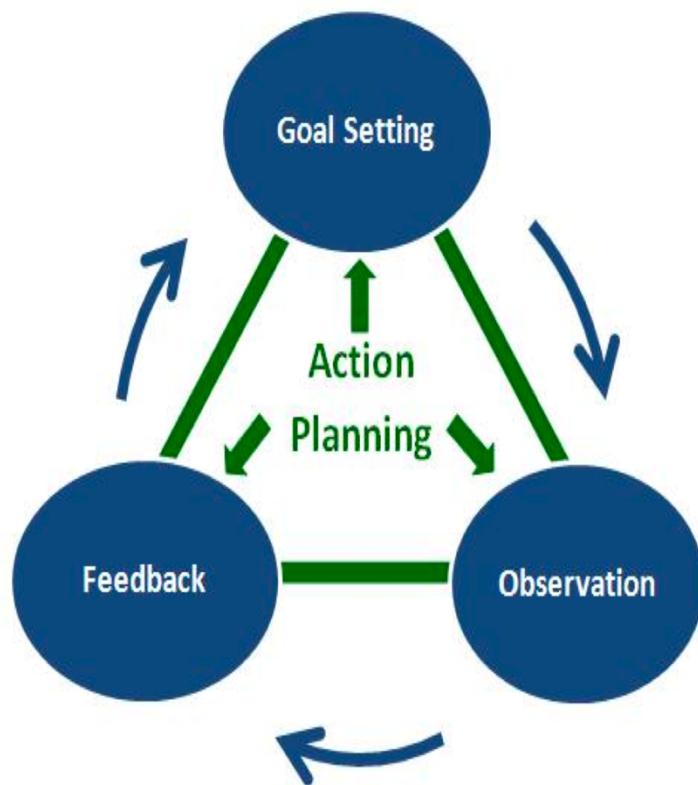 Goal Setting
Action
Planning
Feedback
Observation